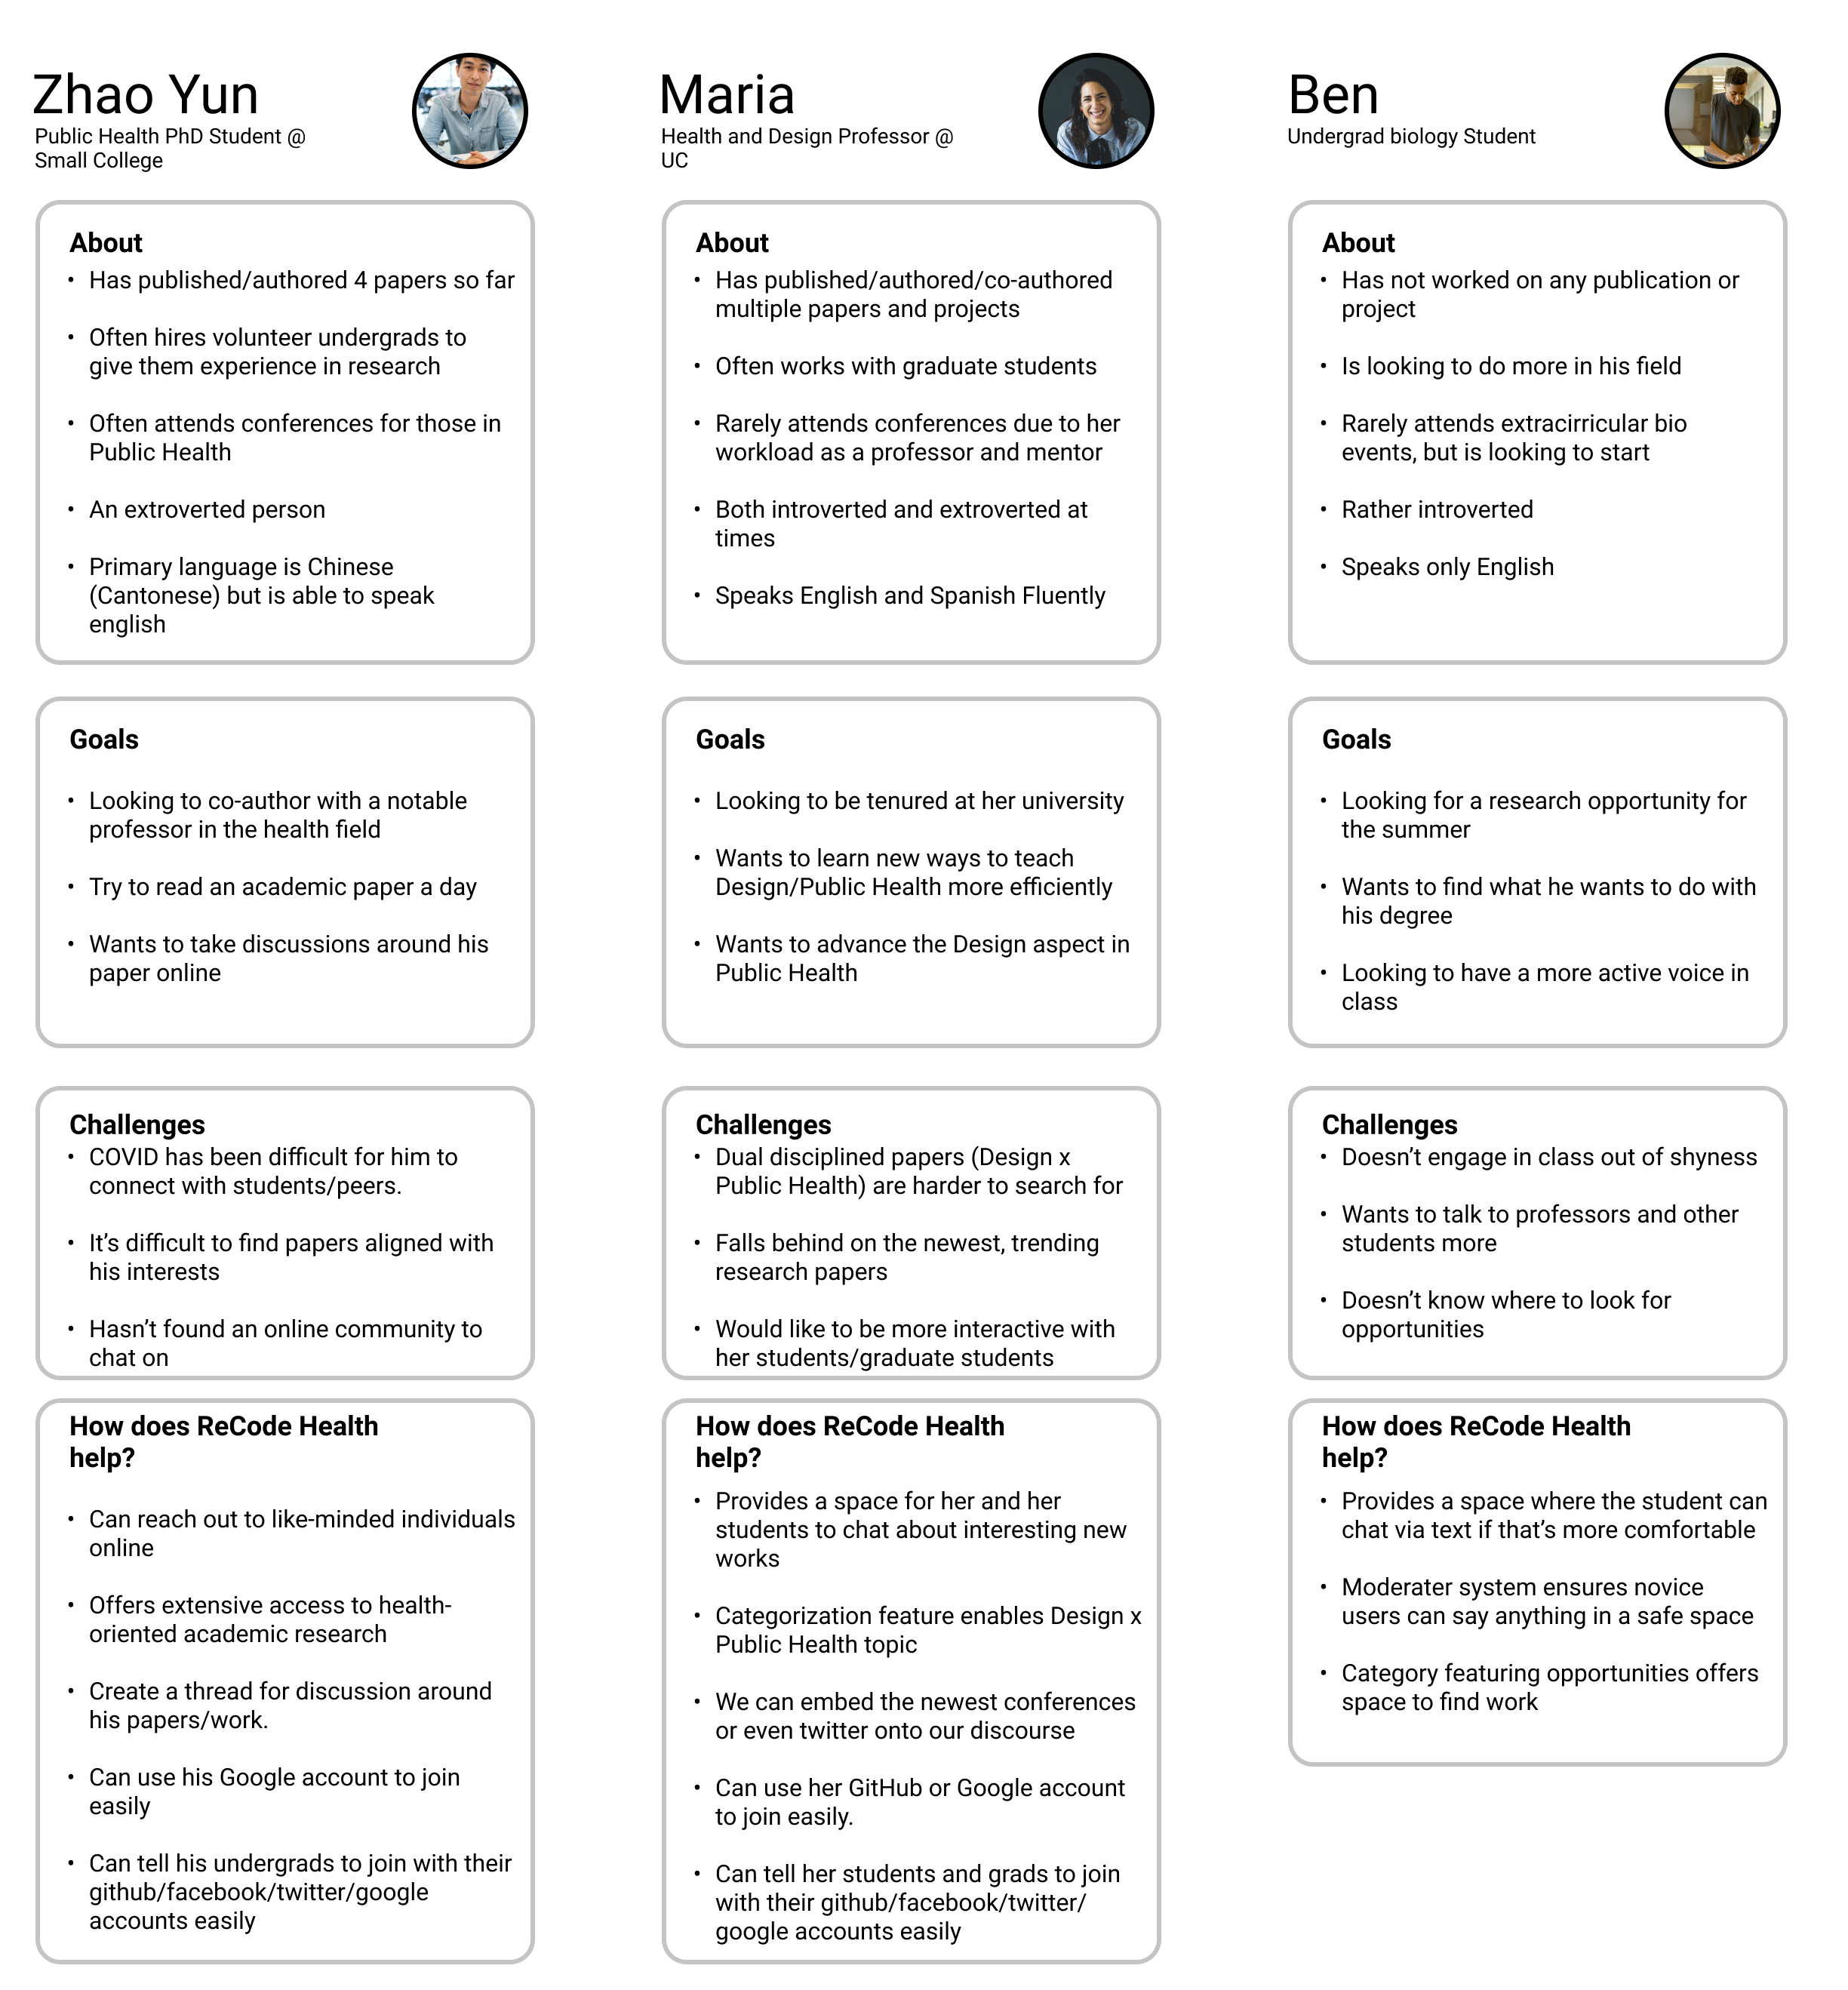 Zhao Yun
Public Health PhD Student @
Small College
About
• Has published/authored 4 papers so far
• Often hires volunteer undergrads to
give them experience in research
• Often attends conferences for those in
Public Health
• An extroverted person
• Primary language is Chinese
(Cantonese) but is able to speak
english
Goals
• Looking to co-author with a notable
professor in the health field
• Try to read an academic paper a day
• Wants to take discussions around his
paper online
Challenges
• COVID has been difficult for him to
connect with students/peers.
• It’s difficult to find papers aligned with
his interests
• Hasn’t found an online community to
chat on
How does ReCode Health
help?
• Can reach out to like-minded individuals
online
• Offers extensive access to health-
oriented academic research
• Create a thread for discussion around
his papers/work.
• Can use his Google account to join
easily
• Can tell his undergrads to join with their
github/facebook/twitter/google
accounts easily
Maria
Health and Design Professor @
UC
About
• Has published/authored/co-authored
multiple papers and projects
• Often works with graduate students
• Rarely attends conferences due to her
workload as a professor and mentor
• Both introverted and extroverted at
times
• Speaks English and Spanish Fluently
Goals
• Looking to be tenured at her university
• Wants to learn new ways to teach
Design/Public Health more efficiently
• Wants to advance the Design aspect in
Public Health
Challenges
• Dual disciplined papers (Design x
Public Health) are harder to search for
• Falls behind on the newest, trending
research papers
• Would like to be more interactive with
her students/graduate students
How does ReCode Health
help?
• Provides a space for her and her
students to chat about interesting new
works
• Categorization feature enables Design x
Public Health topic
• We can embed the newest conferences
or even twitter onto our discourse
• Can use her GitHub or Google account
to join easily.
• Can tell her students and grads to join
with their github/facebook/twitter/
google accounts easily
Ben
Undergrad biology Student
About
• Has not worked on any publication or
project
• Is looking to do more in his field
• Rarely attends extracirricular bio
events, but is looking to start
• Rather introverted
• Speaks only English
Goals
• Looking for a research opportunity for
the summer
• Wants to find what he wants to do with
his degree
• Looking to have a more active voice in
class
Challenges
• Doesn’t engage in class out of shyness
• Wants to talk to professors and other
students more
• Doesn’t know where to look for
opportunities
How does ReCode Health
help?
• Provides a space where the student can
chat via text if that’s more comfortable
• Moderater system ensures novice
users can say anything in a safe space
• Category featuring opportunities offers
space to find work